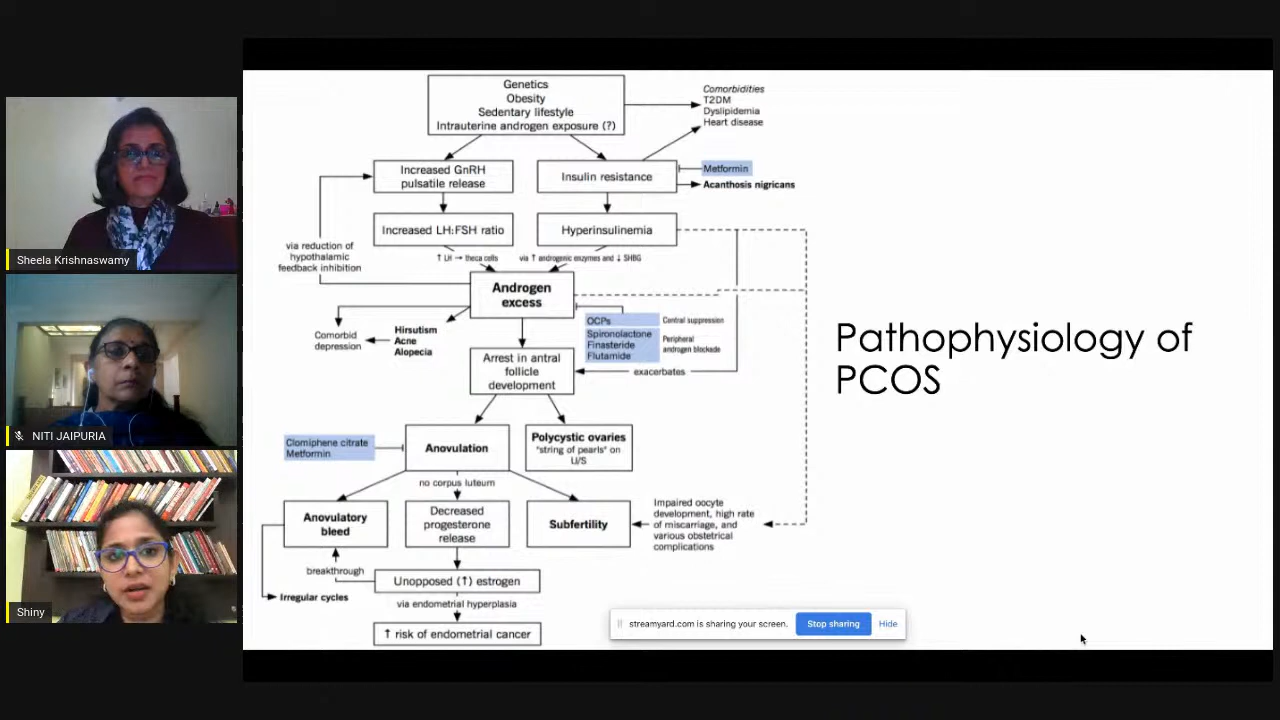 Genetics
Obesity
Sedentary lifestyle
Intrauterine androgen exposure (?)
Comorbidities
T2DM
Dyslipidemia
Heart disease
Increased GnRH
pulsatile release
Insulin resistance
Metformin
Acanthosis nigricans
Increased LH:FSH ratio
Hyperinsulinemia
via reduction of
hypothalamic
feedback inhibition
↑ LH → theca cells
via ↑ androgenic enzymes and ↓ SHBG
Androgen
excess
Comorbid
depression
Hirsutism
Acne
Alopecia
OCPs
Central suppression
Spironolactone
Finasteride
Flutamide
Peripheral
androgen blockade
Arrest in antral
follicle
development
exacerbates
Pathophysiology of
PCOS
Clomiphene citrate
Metformin
Anovulation
Polycystic ovaries
"string of pearls" on
U/S
no corpus luteum
Anovulatory
bleed
Decreased
progesterone
release
Subfertility
Impaired oocyte
development, high rate
of miscarriage, and
various obstetrical
complications
breakthrough
Unopposed (↑) estrogen
Irregular cycles
via endometrial hyperplasia
↑ risk of endometrial cancer
streamyard.com is sharing your screen.
Stop sharing
Hide
Sheela Krishnaswamy
NITI JAIPURIA
Shiny